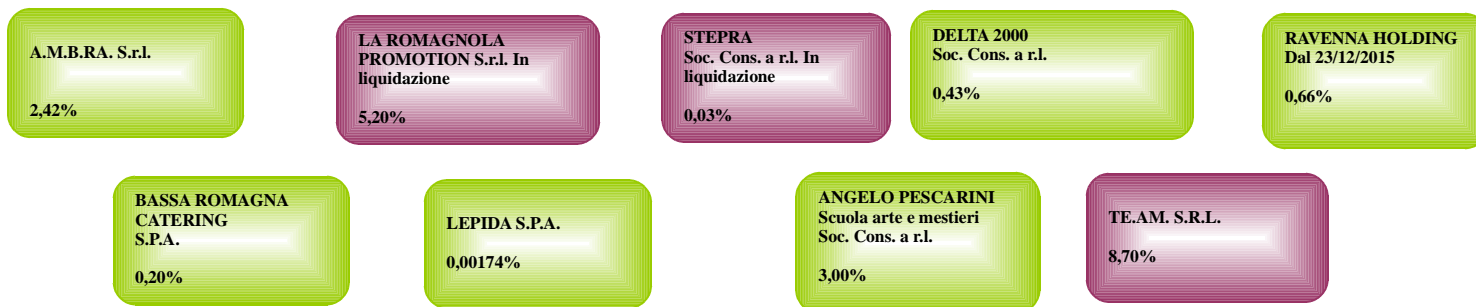 A.M.B.RA. S.r.l.
2,42%
LA ROMAGNOLA
PROMOTION S.r.l. In
liquidazione
5,20%
STEPRA
Soc. Cons. a r.l. In
liquidazione
0,03%
DELTA 2000
Soc. Cons. a r.l.
0,43%
RAVENNA HOLDING
Dal 23/12/2015
0,66%
BASSA ROMAGNA
CATERING
S.P.A.
0,20%
LEPIDA S.P.A.
0,00174%
ANGELO PESCARINI
Scuola arte e mestieri
Soc. Cons. a r.l.
3,00%
TE.AM. S.R.L.
8,70%